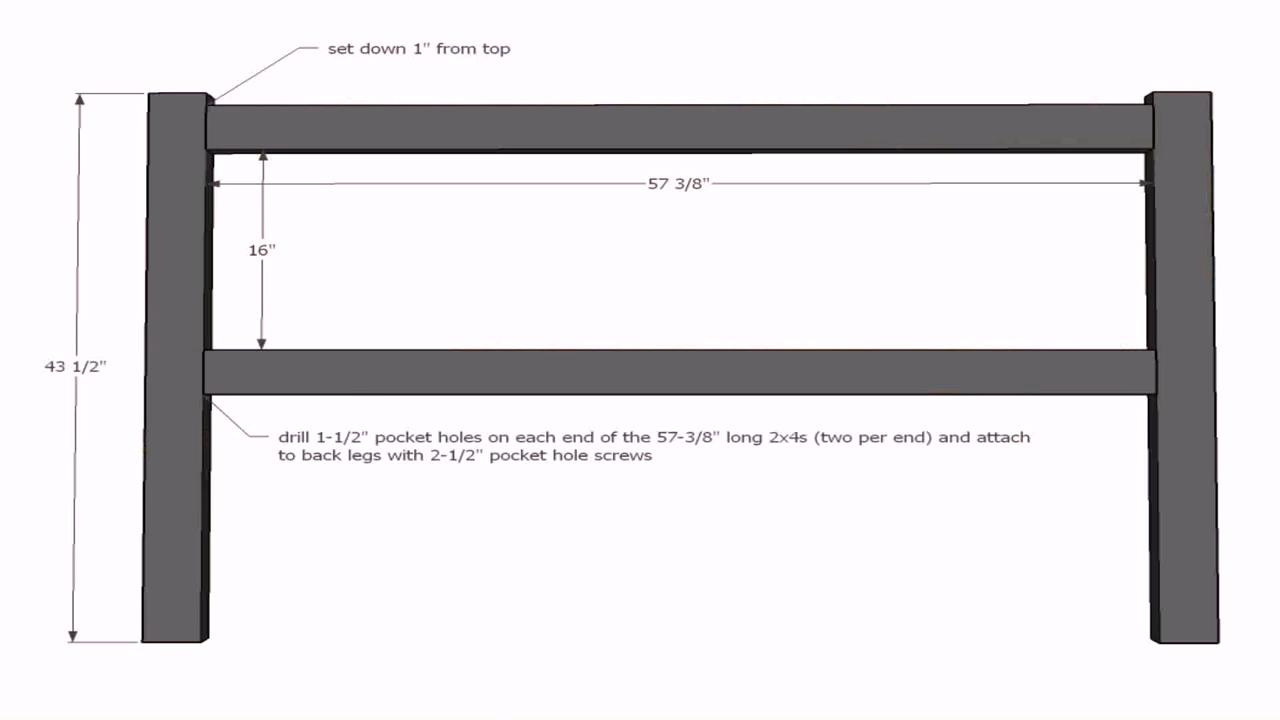 set down 1" from top
57 3/8"
16"
43 1/2"
drill 1-1/2" pocket holes on each end of the 57-3/8" long 2x4s (two per end) and attach
to back legs with 2-1/2" pocket hole screws